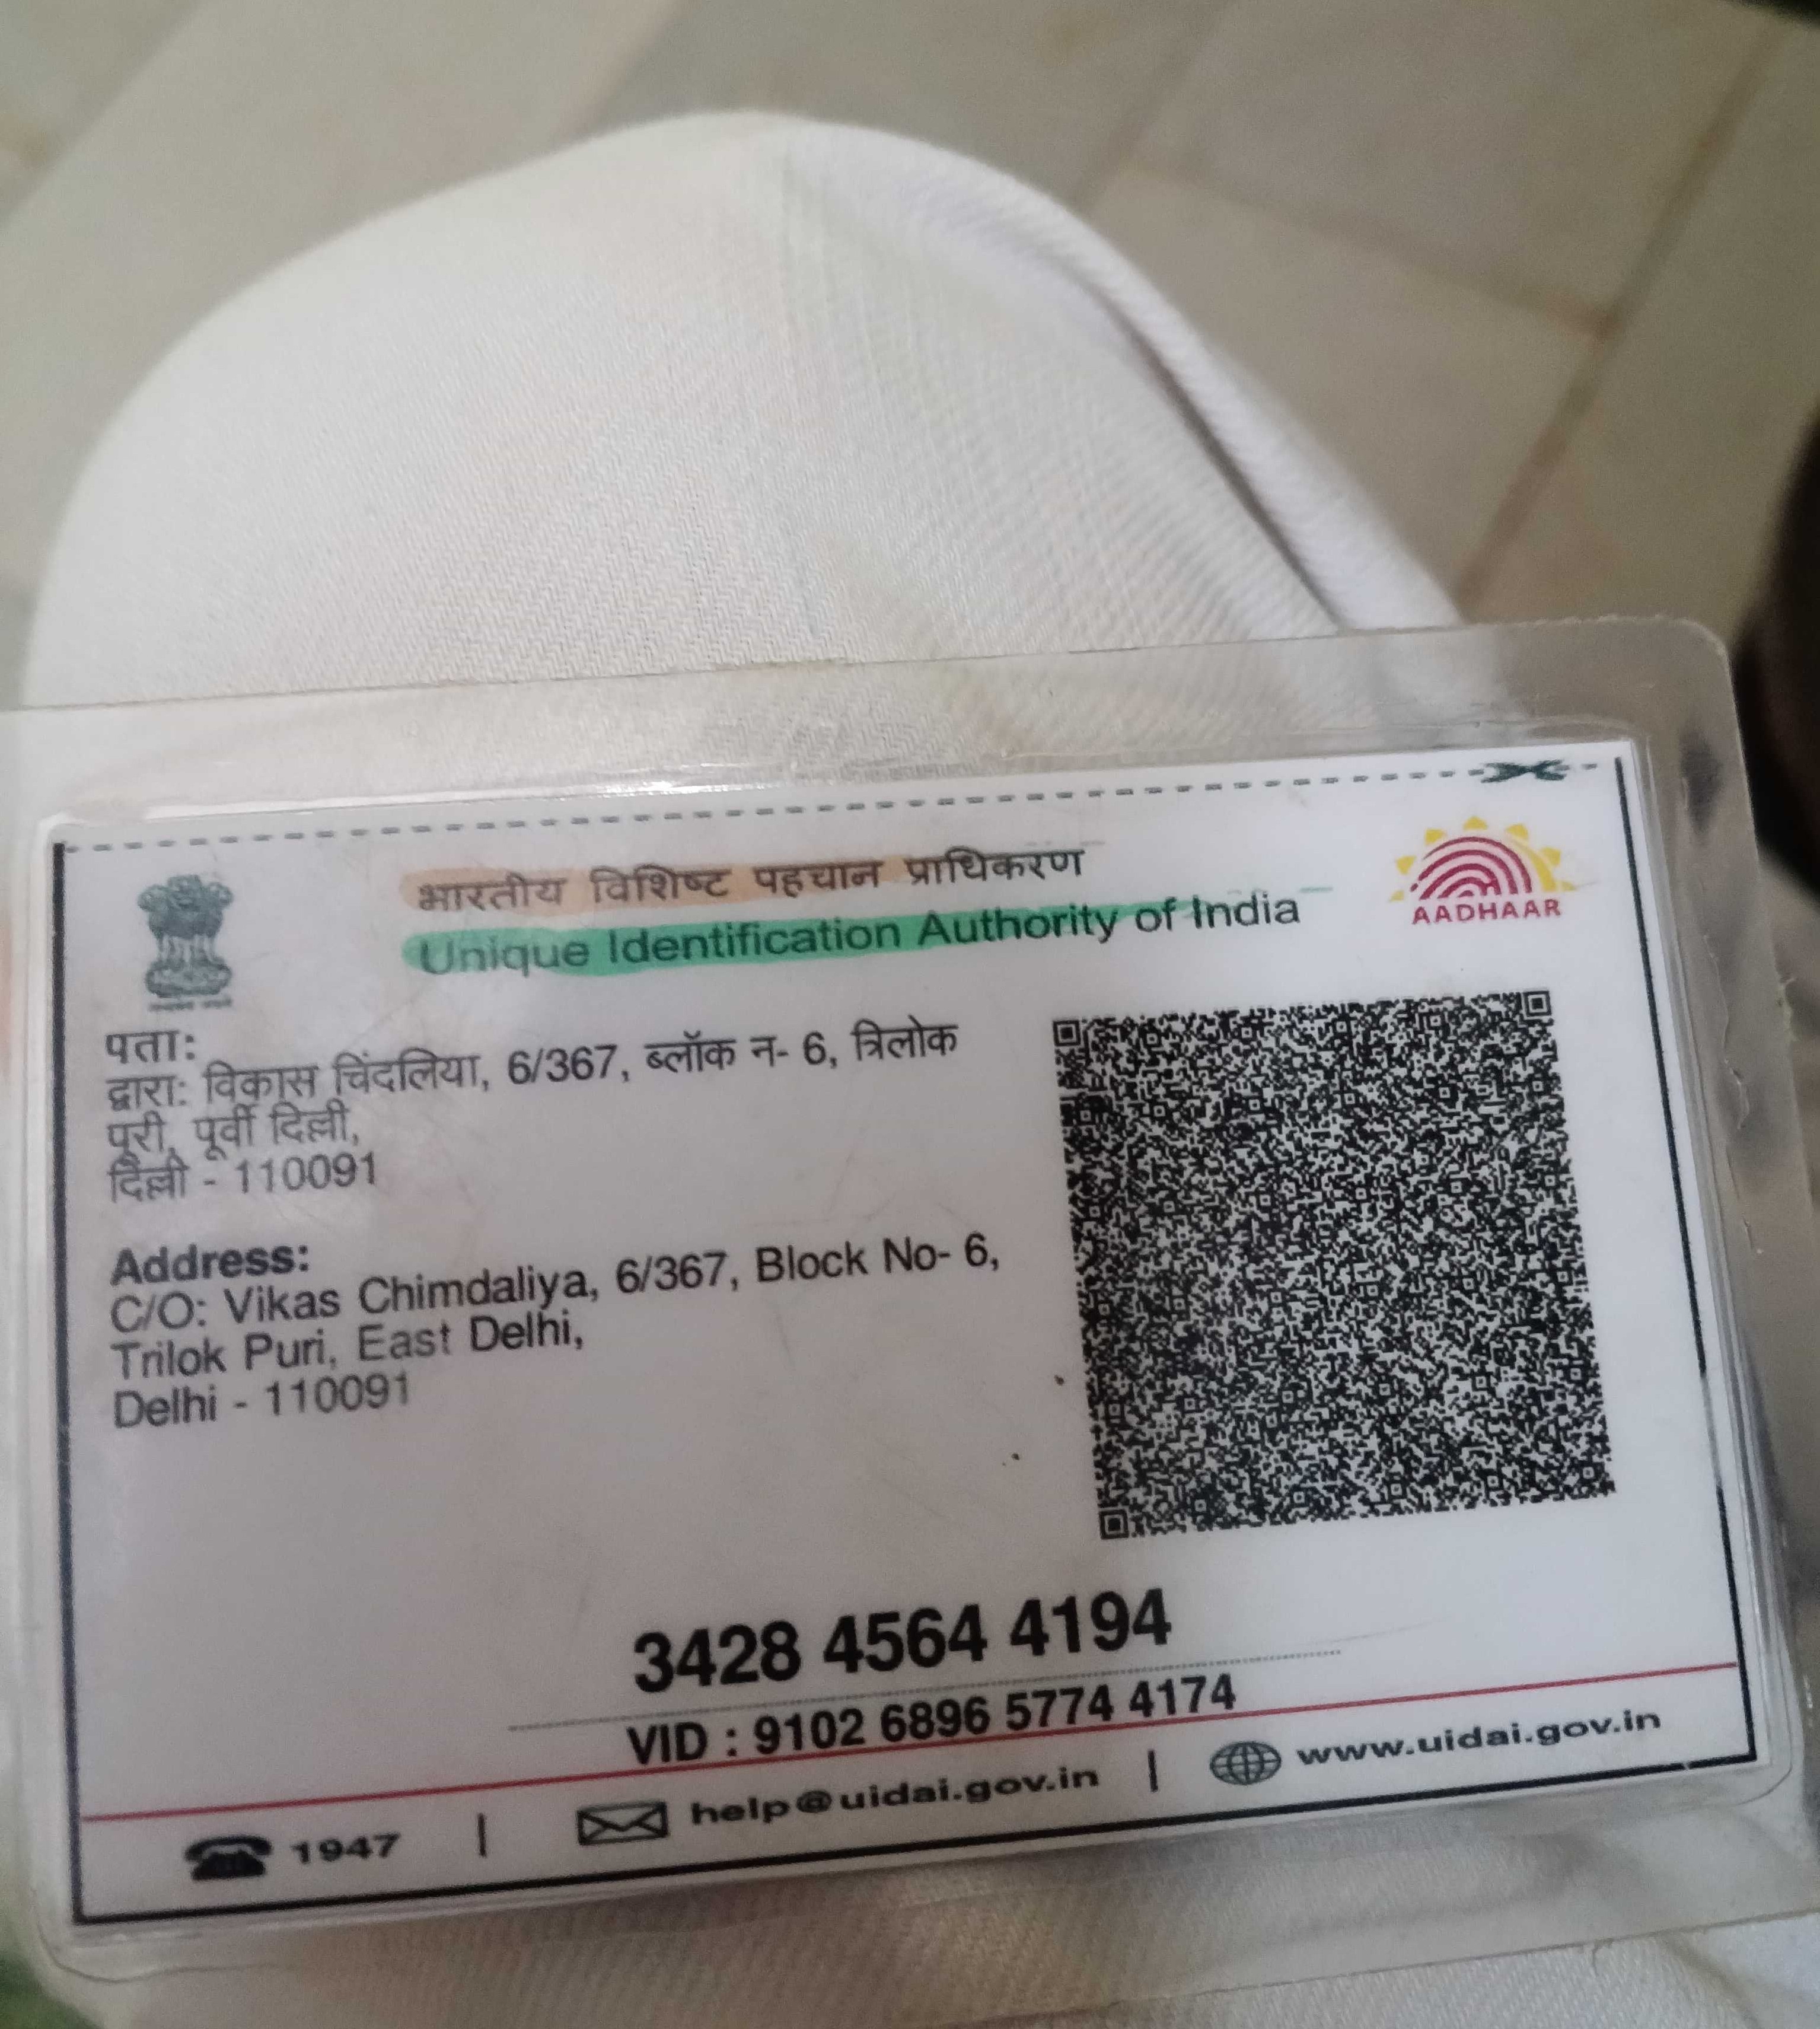 भारतीय विशिष्ट पहचान प्राधिकरण
Unique Identification Authority of India
AADHAAR
पता:
द्वारा: विकास चिंदलिया, 6/367, ब्लॉक न- 6, त्रिलोक
पूरी, पूर्वी दिल्ली,
दिल्ली - 110091
Address:
C/O: Vikas Chimdaliya, 6/367, Block No- 6,
Trilok Puri, East Delhi,
Delhi - 110091
3428 4564 4194
VID : 9102 6896 5774 4174
1947 | help@uidai.gov.in | www.uidai.gov.in